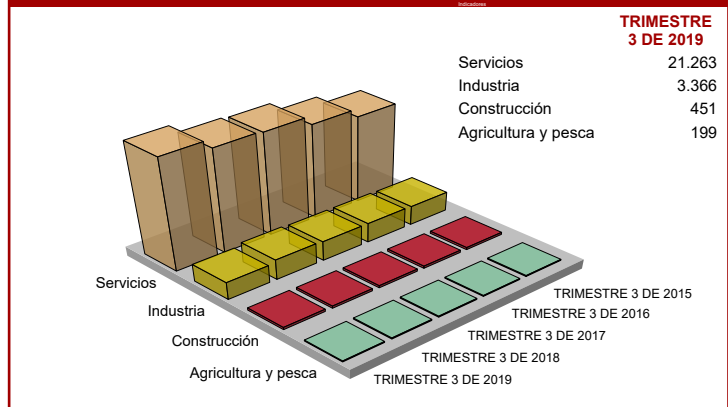 Indicadores
TRIMESTRE
3 DE 2019
Servicios 21.263
Industria 3.366
Construcción 451
Agricultura y pesca 199
Servicios
Industria
Construcción
Agricultura y pesca
TRIMESTRE 3 DE 2015
TRIMESTRE 3 DE 2016
TRIMESTRE 3 DE 2017
TRIMESTRE 3 DE 2018
TRIMESTRE 3 DE 2019